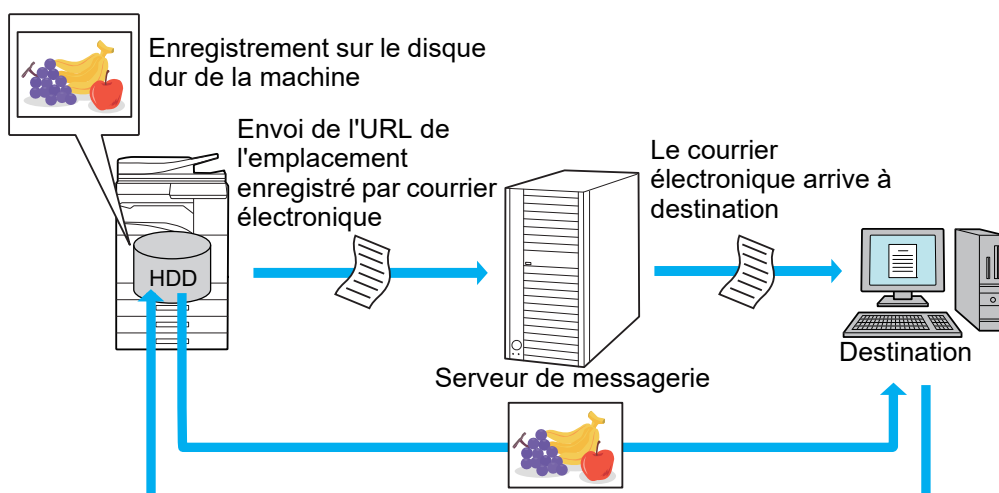 Enregistrement sur le disque
dur de la machine
Envoi de l'URL de
l'emplacement
enregistré par courrier
électronique
Le courrier
électronique arrive à
destination
HDD
Serveur de messagerie
Destination